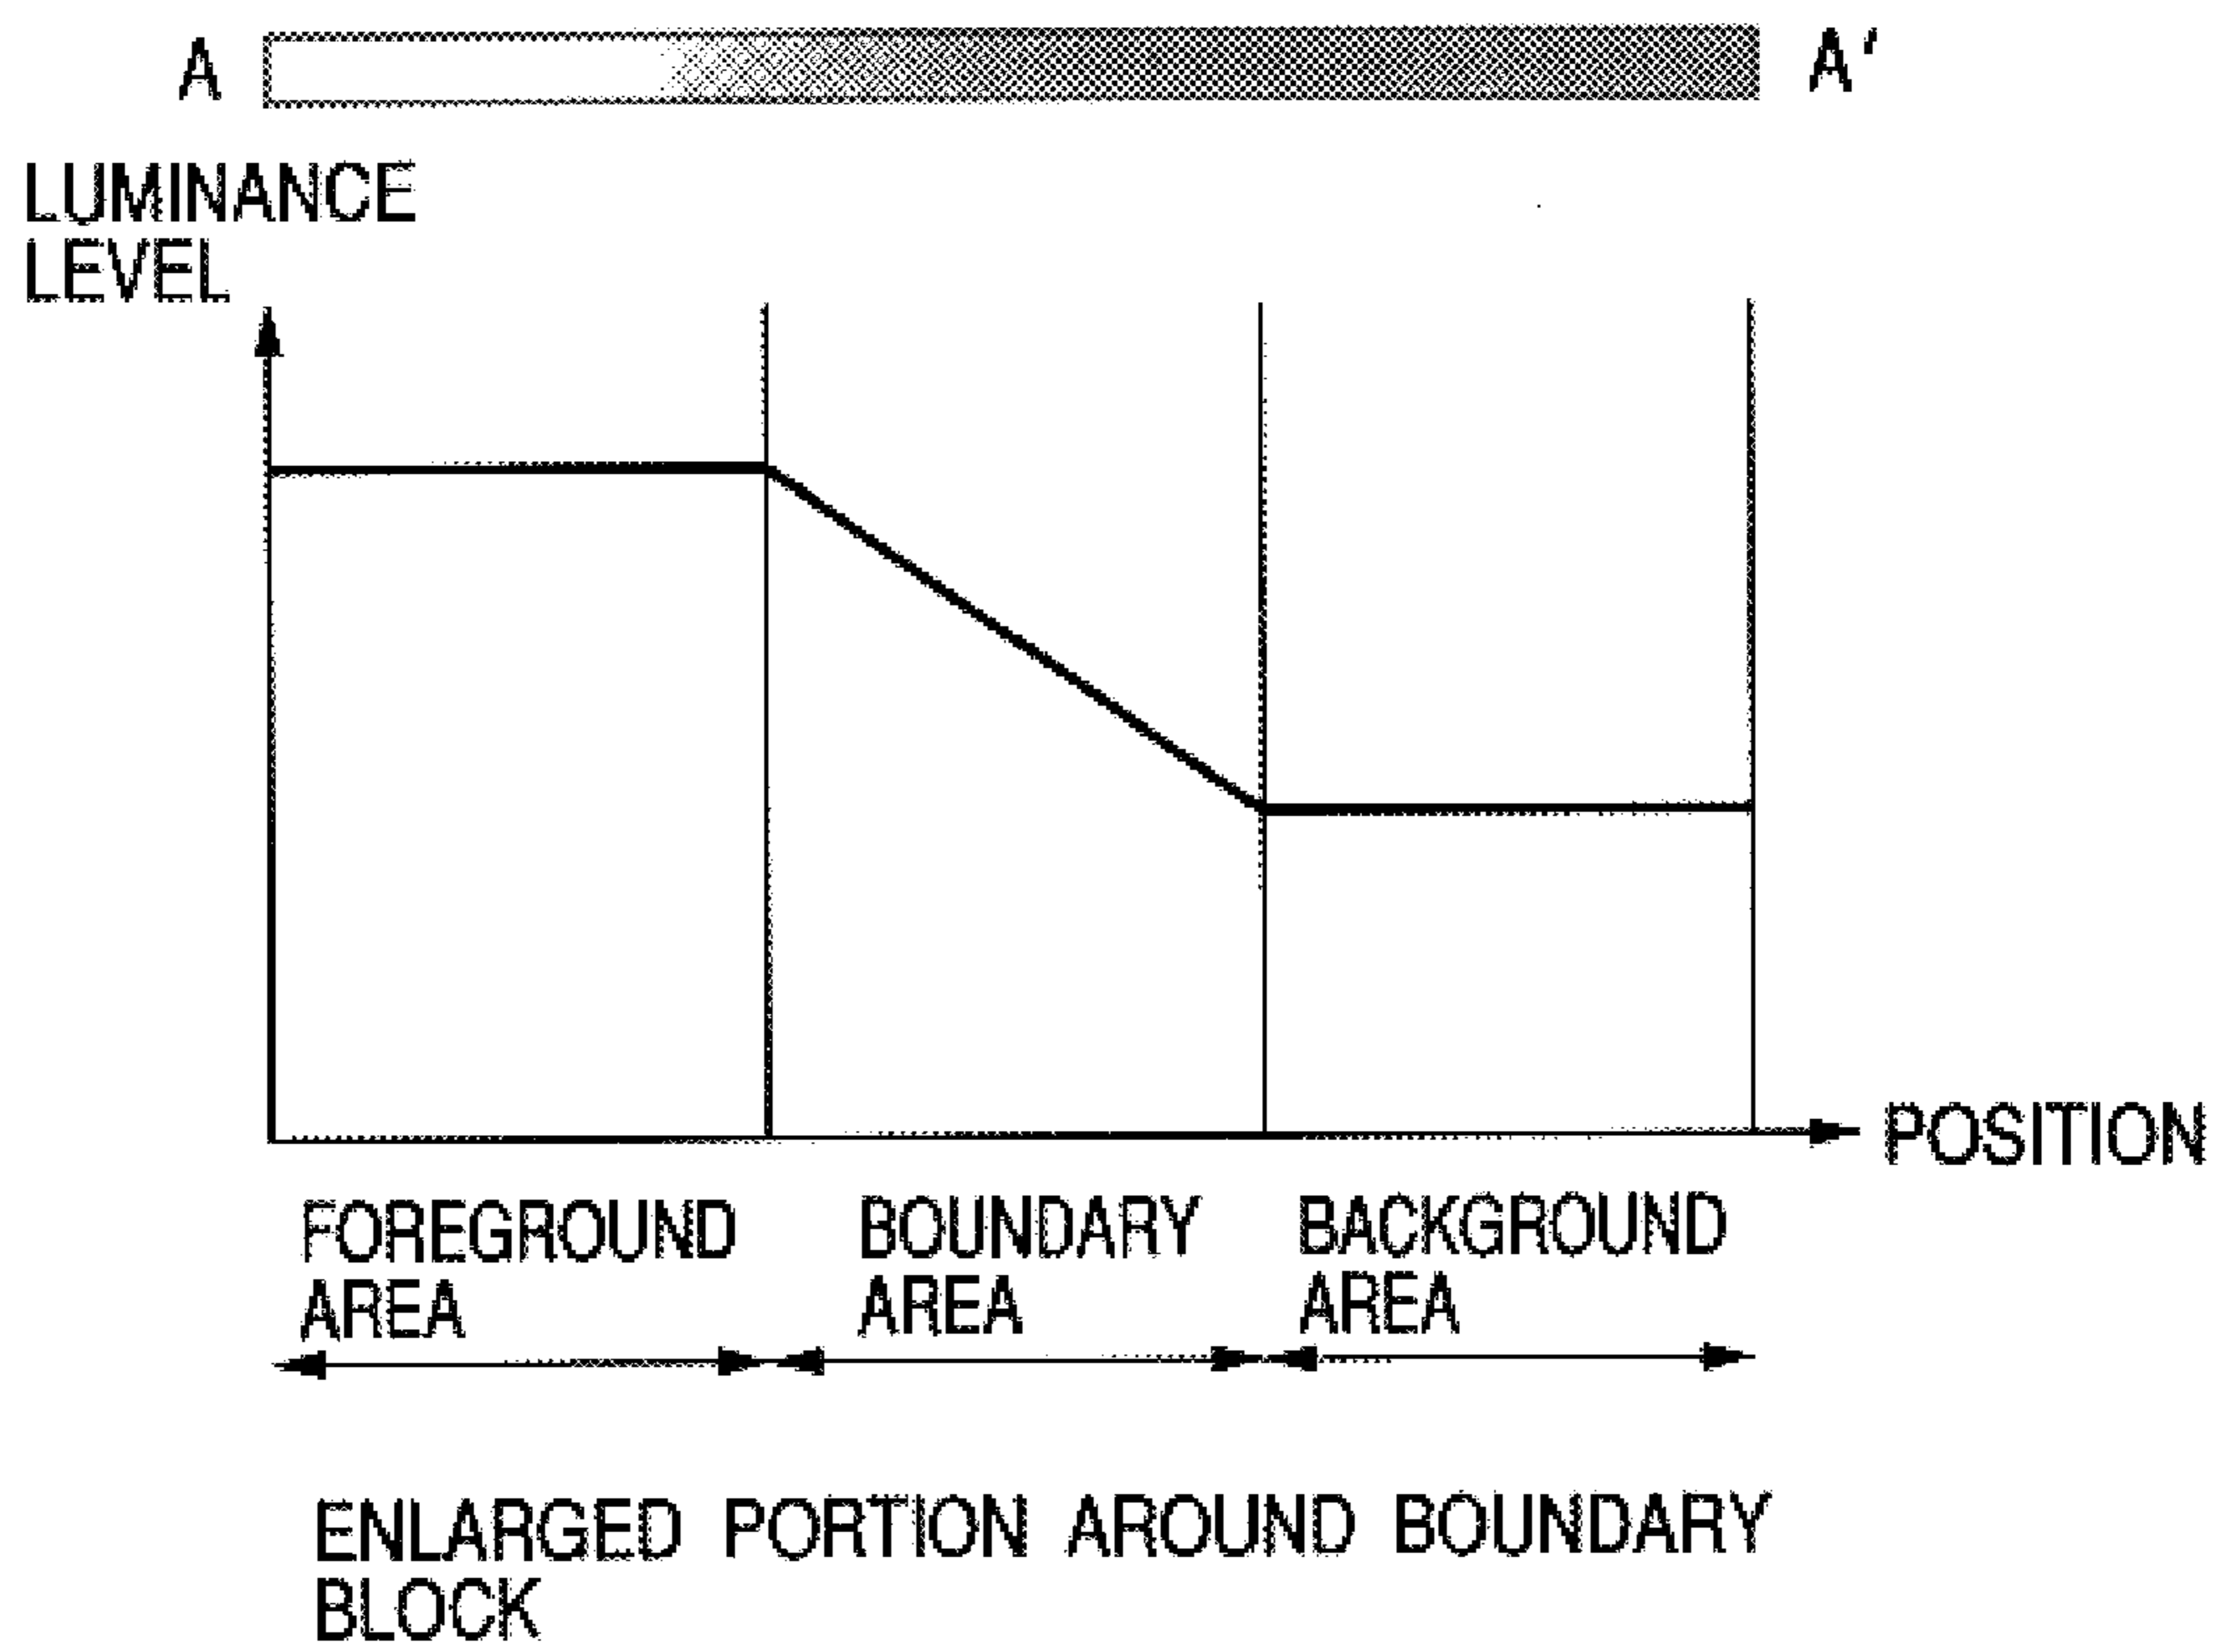 A A'
LUMINANCE
LEVEL
POSITION
FOREGROUND
AREA
BOUNDARY
AREA
BACKGROUND
AREA
ENLARGED PORTION AROUND BOUNDARY
BLOCK